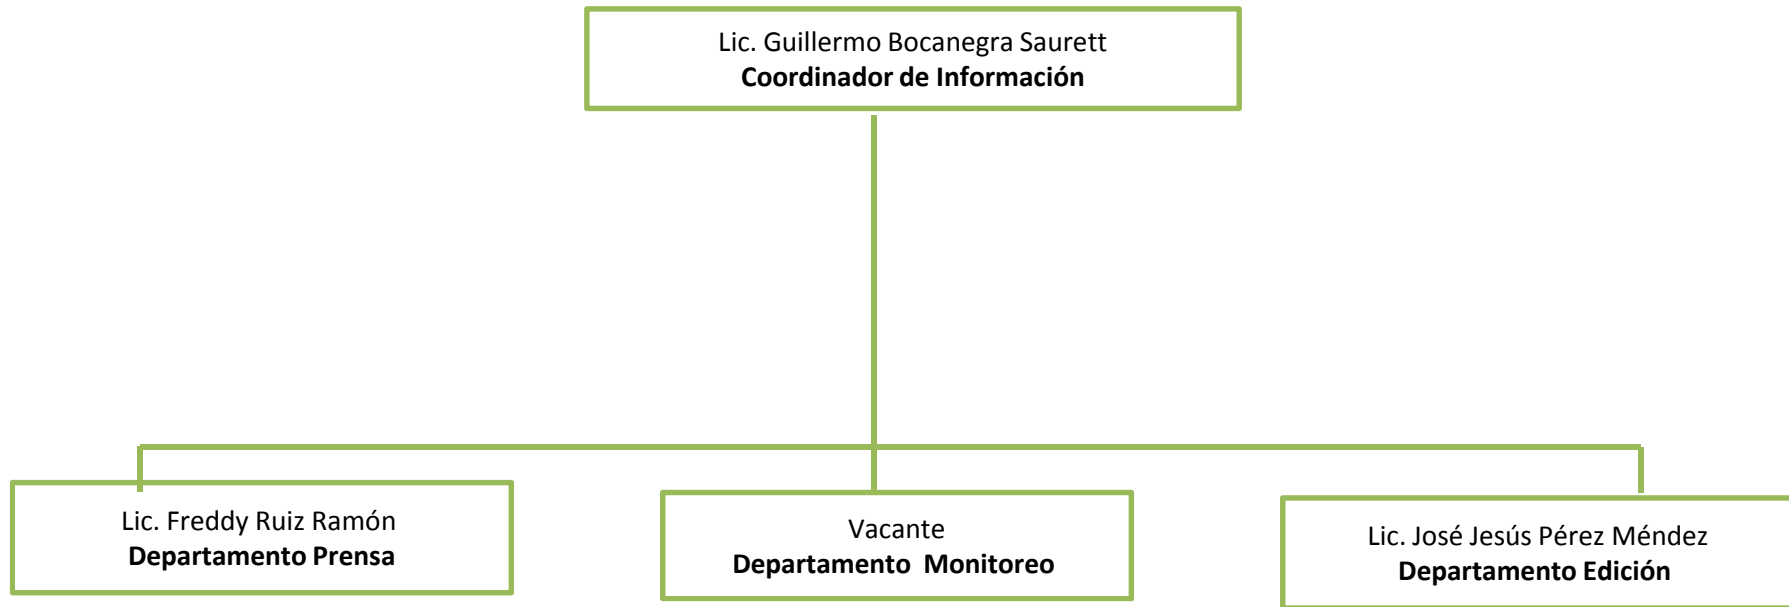 Lic. Guillermo Bocanegra Saurett
Coordinador de Información
Lic. Freddy Ruiz Ramón
Departamento Prensa
Vacante
Departamento  Monitoreo
Lic. José Jesús Pérez Méndez
Departamento Edición